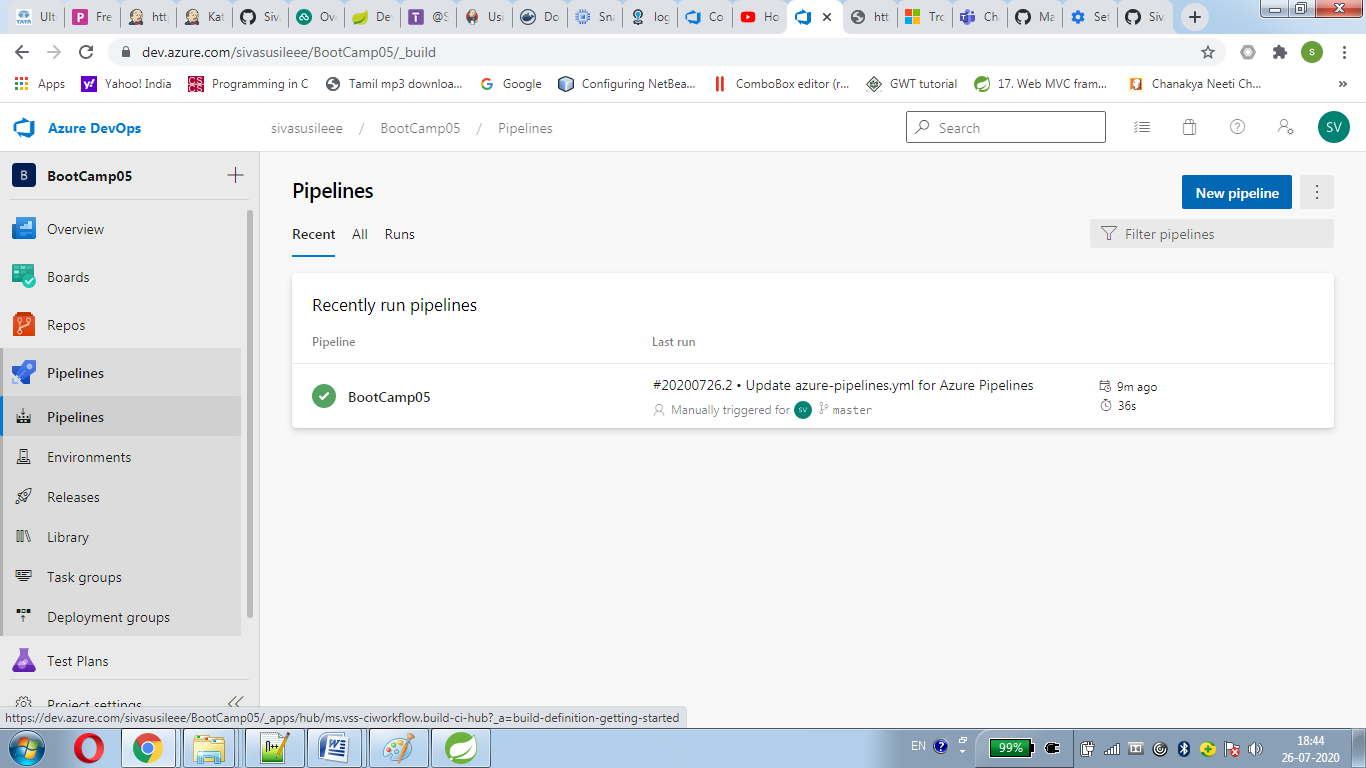 Ult
Fre
http
Kat
Siva
Ove
Dev
@S
Usi
Do
Sna
log
Co
Ho
htt
Tro
Ch
Ma
Set
Siv
dev.azure.com/sivasusileee/BootCamp05/_build
S
Apps
Yahoo! India
Programming in C
Tamil mp3 downloa...
Google
Configuring NetBea...
ComboBox editor (r...
GWT tutorial
17. Web MVC fram...
Chanakya Neeti Ch...
»
Azure DevOps
sivasusileee / BootCamp05 / Pipelines
Search
SV
B
BootCamp05
Overview
Boards
Repos
Pipelines
Pipelines
Environments
Releases
Library
Task groups
Deployment groups
Test Plans
Project settings
Pipelines
New pipeline
Recent All Runs
Filter pipelines
Recently run pipelines
Pipeline Last run
BootCamp05
#20200726.2 • Update azure-pipelines.yml for Azure Pipelines
Manually triggered for SV master
9m ago
36s
https://dev.azure.com/sivasusileee/BootCamp05/_apps/hub/ms.vss-ciworkflow.build-ci-hub?_a=build-definition-getting-started
EN
99%
18:44
26-07-2020